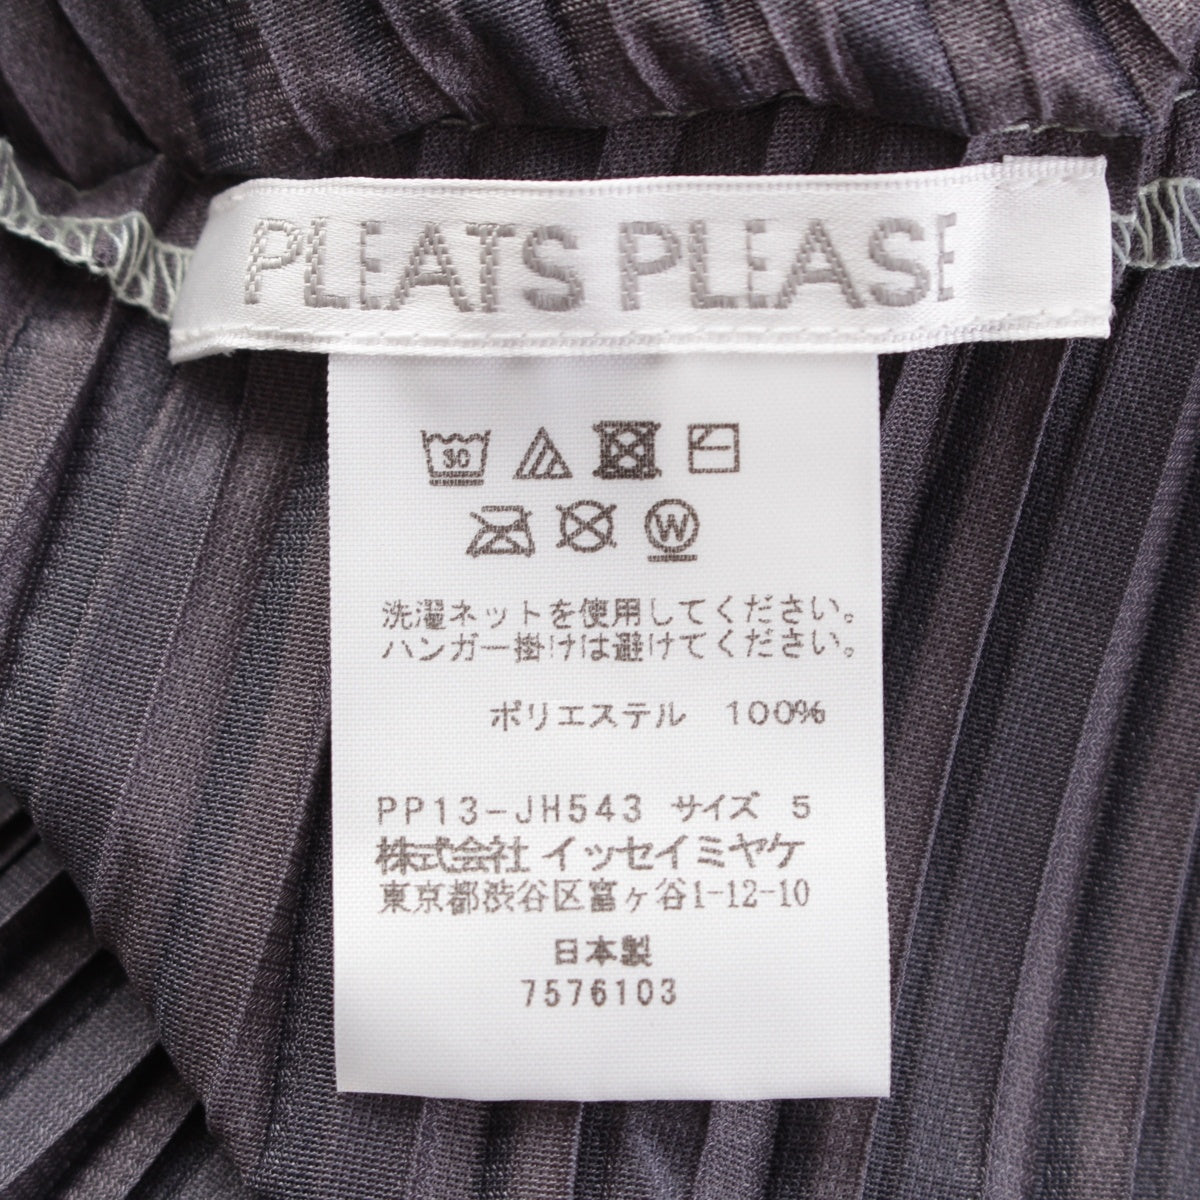 PLEATS PLEASE
30
W
洗濯ネットを使用してください。
ハンガー掛けは避けてください。
ポリエステル 100%
PP13-JH543 サイズ 5
株式会社 イッセイミヤケ
東京都渋谷区富ヶ谷1-12-10
日本製
7576103